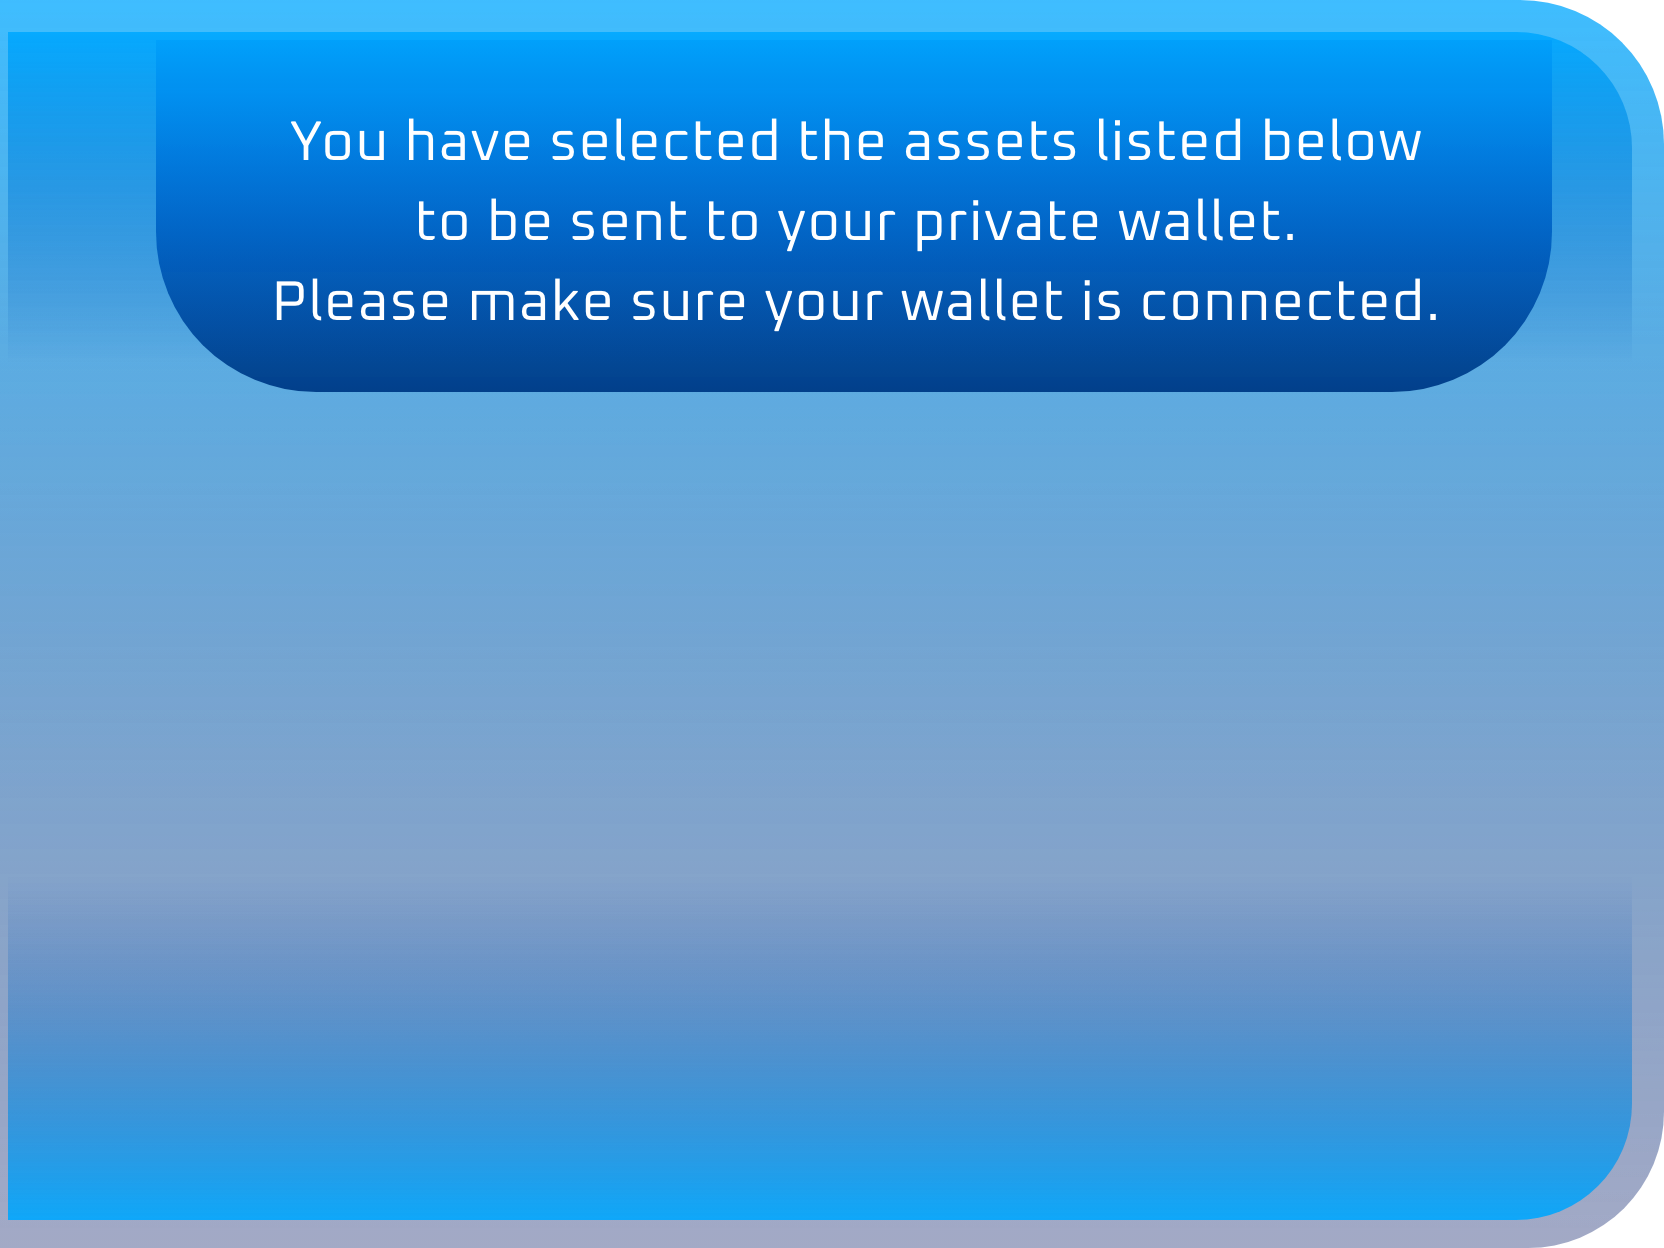 You have selected the assets listed below
to be sent to your private wallet.
Please make sure your wallet is connected.